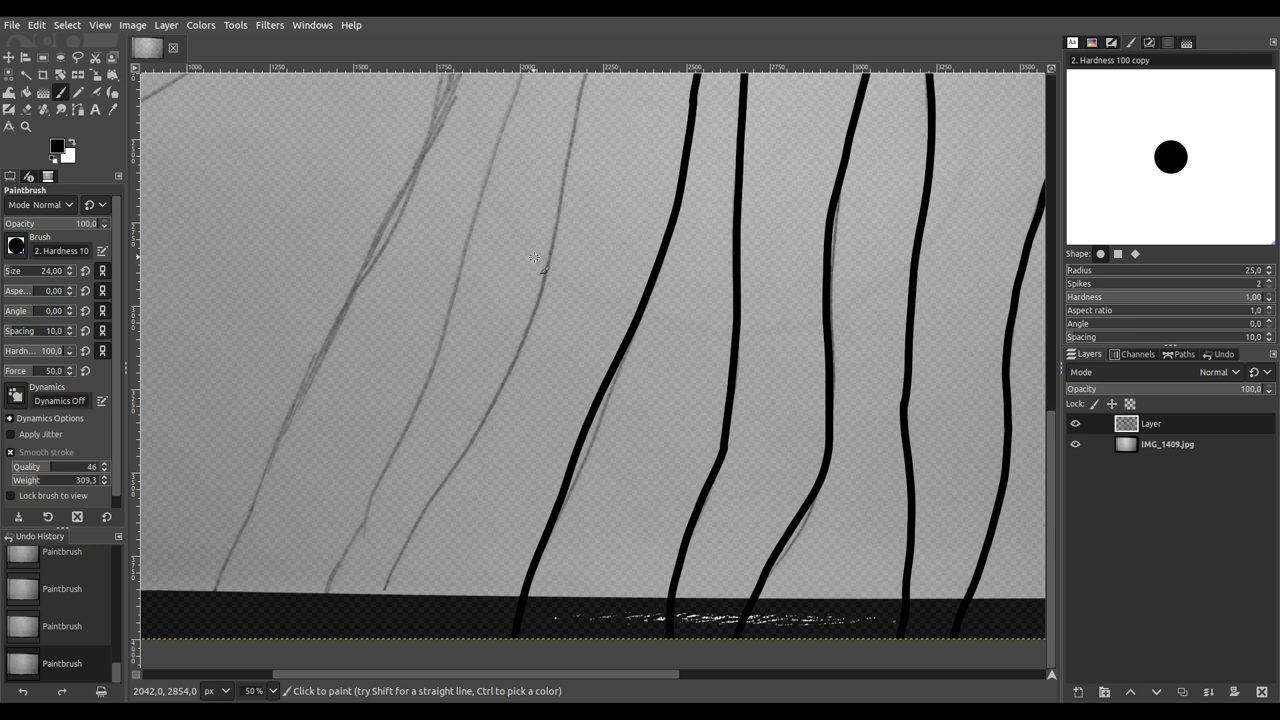 File Edit Select View Image Layer Colors Tools Filters Windows Help
1000 1250 1500 1750 2000 2250 2500 2750 3000 3250 3500
Paintbrush
Mode Normal
Opacity 100,0
Brush
2. Hardness 10
Size 24,00
Aspe... 0,00
Angle 0,00
Spacing 10,0
Hardn... 100,0
Force 50,0
Dynamics
Dynamics Off
Dynamics Options
Apply Jitter
Smooth stroke
Quality 46
Weight 309,3
Lock brush to view
Undo History
Paintbrush
Paintbrush
Paintbrush
Paintbrush
2042,0, 2854,0 px 50 % Click to paint (try Shift for a straight line, Ctrl to pick a color)
Aa
2. Hardness 100 copy
Shape:
Radius 25,0
Spikes 2
Hardness 1,00
Aspect ratio 1,0
Angle 0,0
Spacing 10,0
Layers Channels Paths Undo
Mode Normal
Opacity 100,0
Lock:
Layer
IMG_1409.jpg